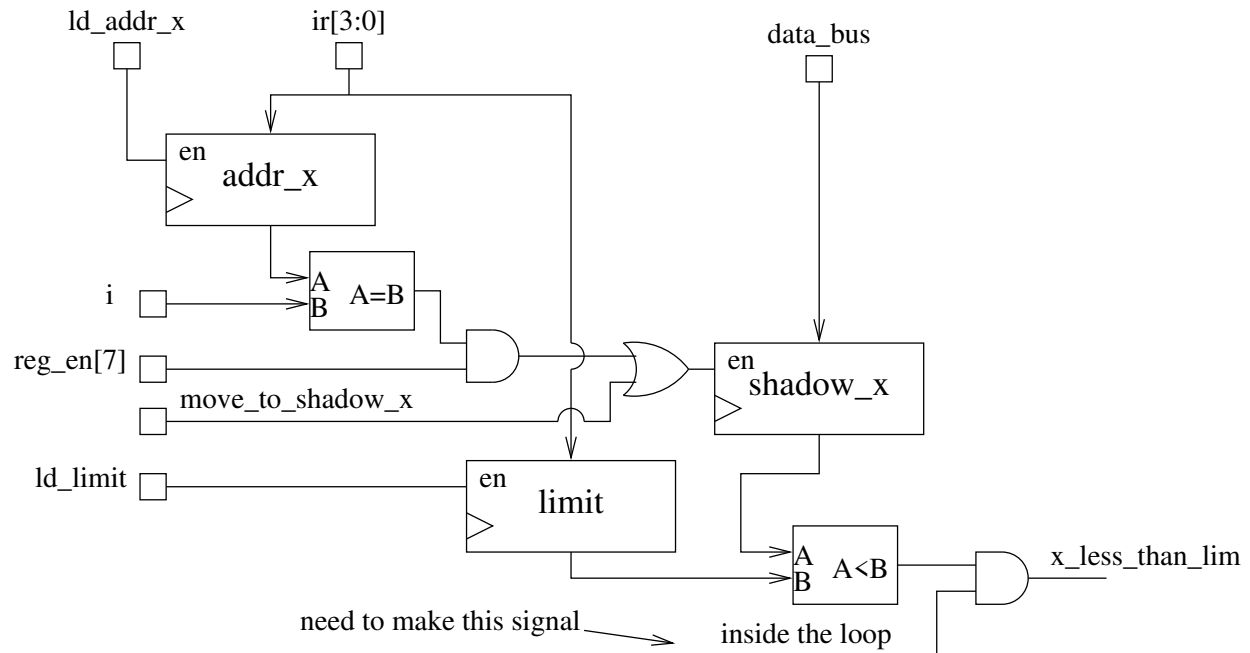 ld_addr_x
ir[3:0]
data_bus
en
addr_x
A
B
A=B
i
reg_en[7]
move_to_shadow_x
en
shadow_x
ld_limit
en
limit
A
B
A<B
x_less_than_lim
need to make this signal
inside the loop